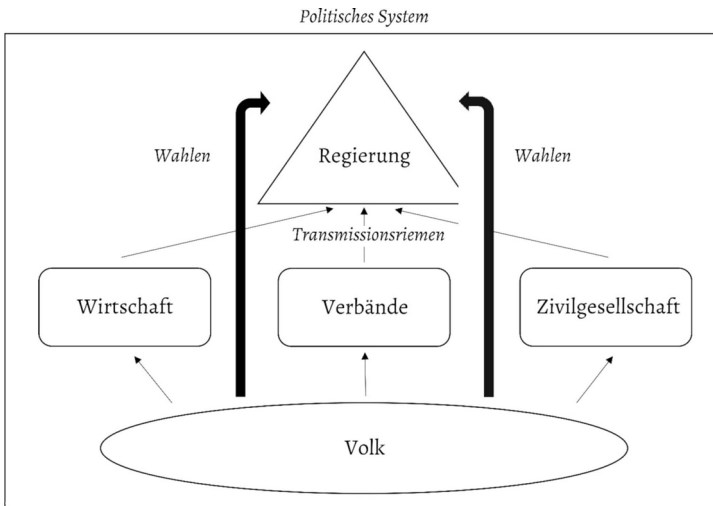 Politisches System
Regierung
Wahlen
Wahlen
Transmissionsriemen
Wirtschaft
Verbände
Zivilgesellschaft
Volk